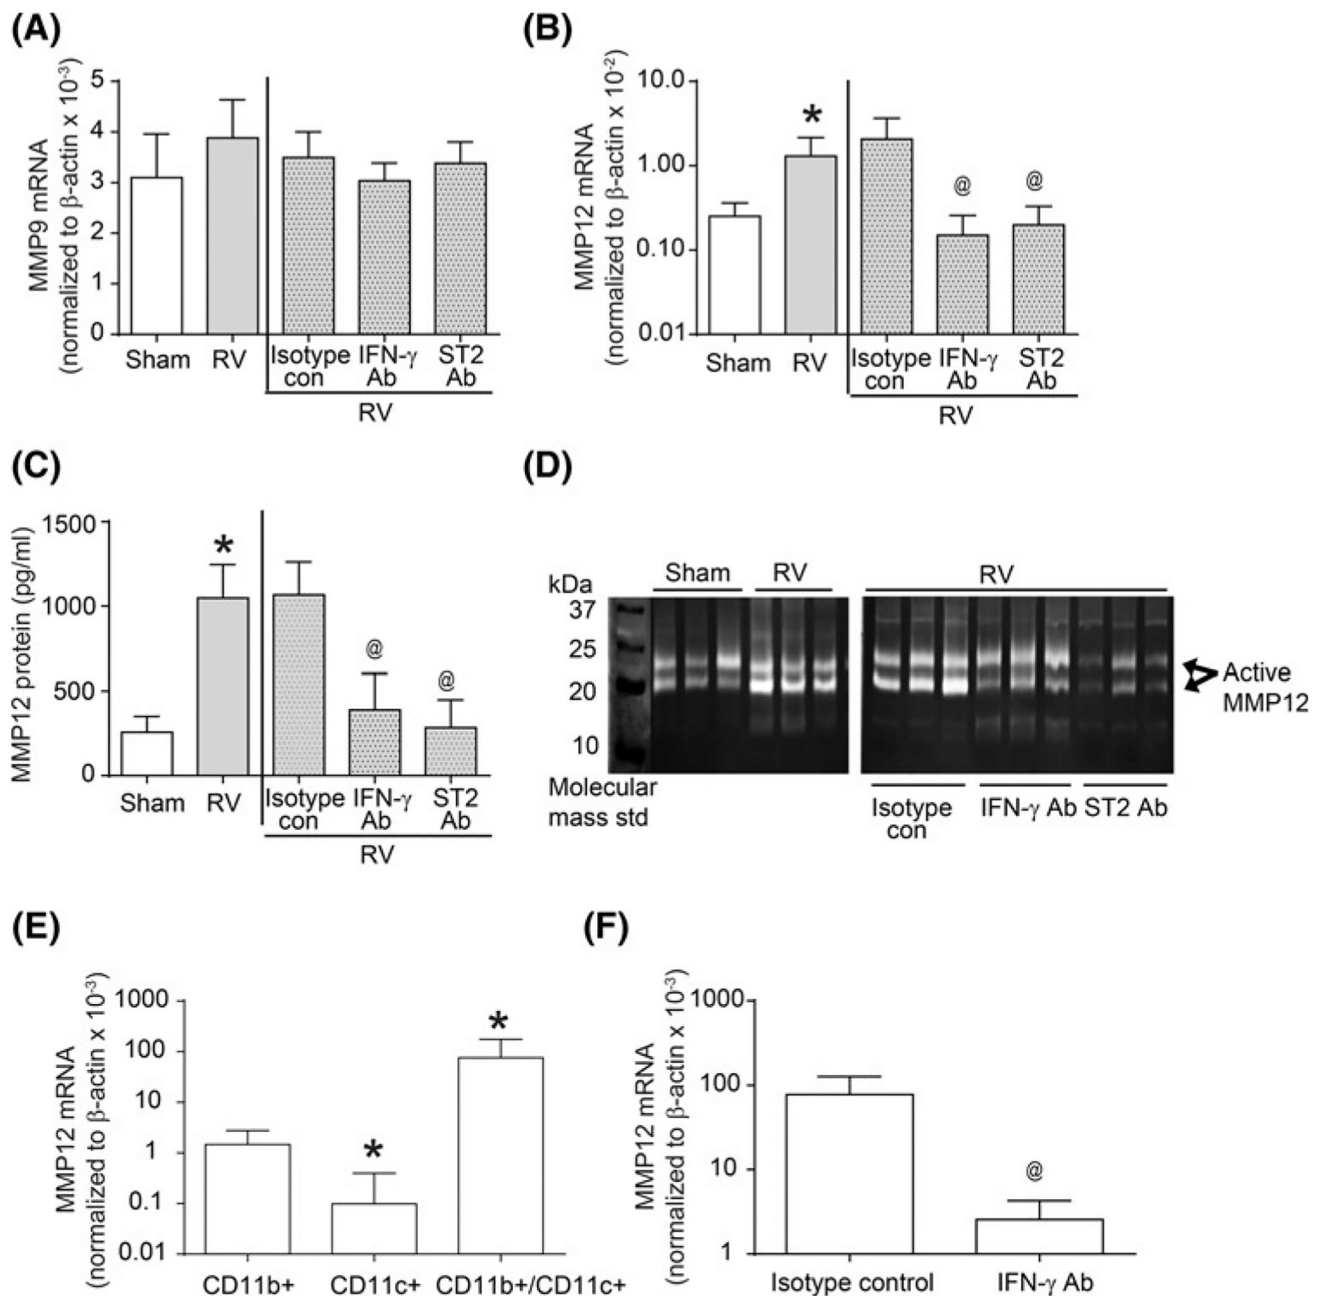 (A)
MMP9 mRNA
(normalized to β-actin x 10-3)
5
4
3
2
1
0
Sham
RV
Isotype
con
IFN-γ
Ab
ST2
Ab
RV
(B)
MMP12 mRNA
(normalized to β-actin x 10-2)
10.0
1.00
0.10
0.01
*
@
@
Sham
RV
Isotype
con
IFN-γ
Ab
ST2
Ab
RV
(C)
MMP12 protein (pg/ml)
1500
1000
500
0
*
@
@
Sham
RV
Isotype
con
IFN-γ
Ab
ST2
Ab
RV
(D)
kDa
37
25
20
10
Molecular
mass std
Sham
RV
RV
Active
MMP12
Isotype
con
IFN-γ Ab
ST2 Ab
(E)
MMP12 mRNA
(normalized to β-actin x 10-3)
1000
100
10
1
0.1
0.01
*
*
CD11b+
CD11c+
CD11b+/CD11c+
(F)
MMP12 mRNA
(normalized to β-actin x 10-3)
1000
100
10
1
@
Isotype control
IFN-γ Ab